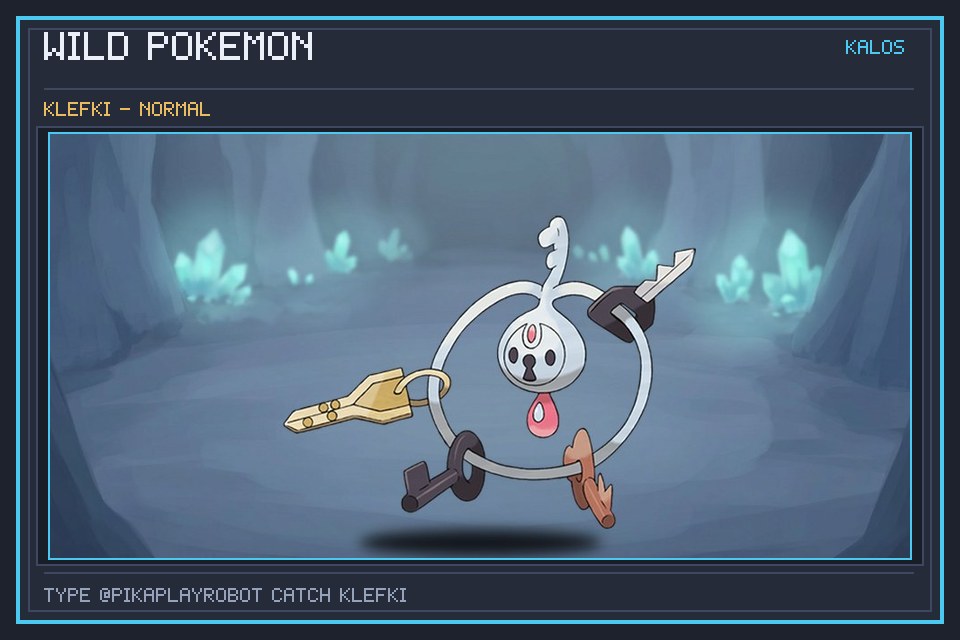 WILD POKEMON
KALOS
KLEFKI - NORMAL
TYPE @PIKAPLAYROBOT CATCH KLEFKI